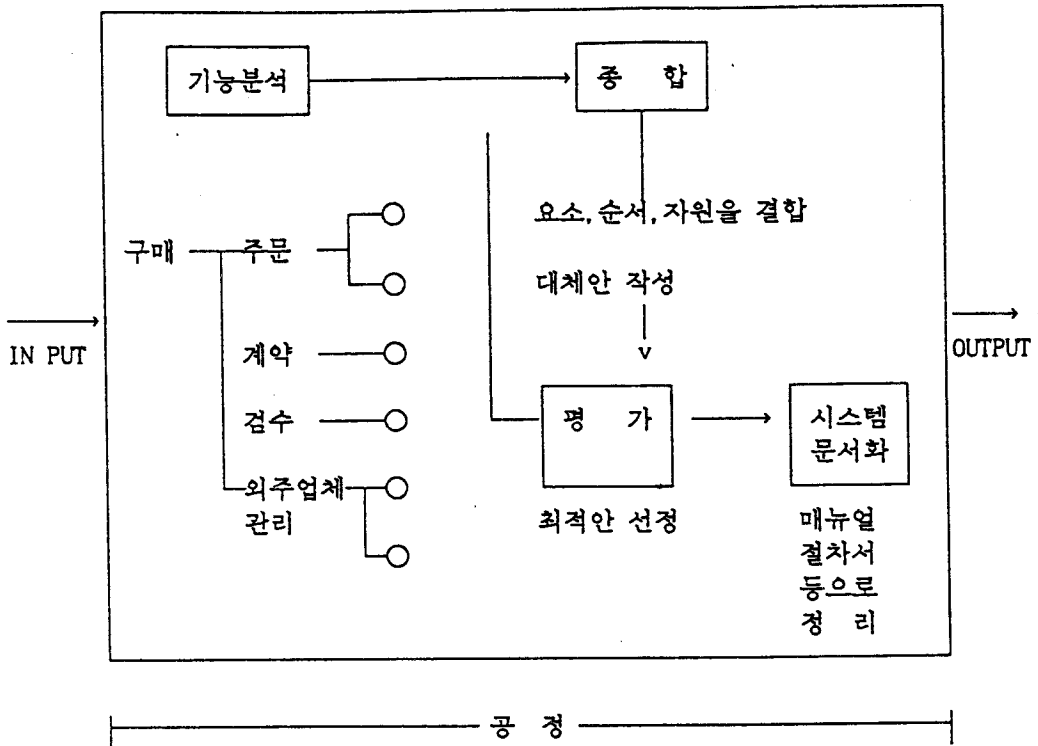 기능분석
종 합
요소, 순서, 자원을 결합
구매
주문
대체안 작성
IN PUT
OUTPUT
계약
v
검수
평 가
시스템
문서화
외주업체
관리
최적안 선정
매뉴얼
절차서
등으로
정 리
공 정